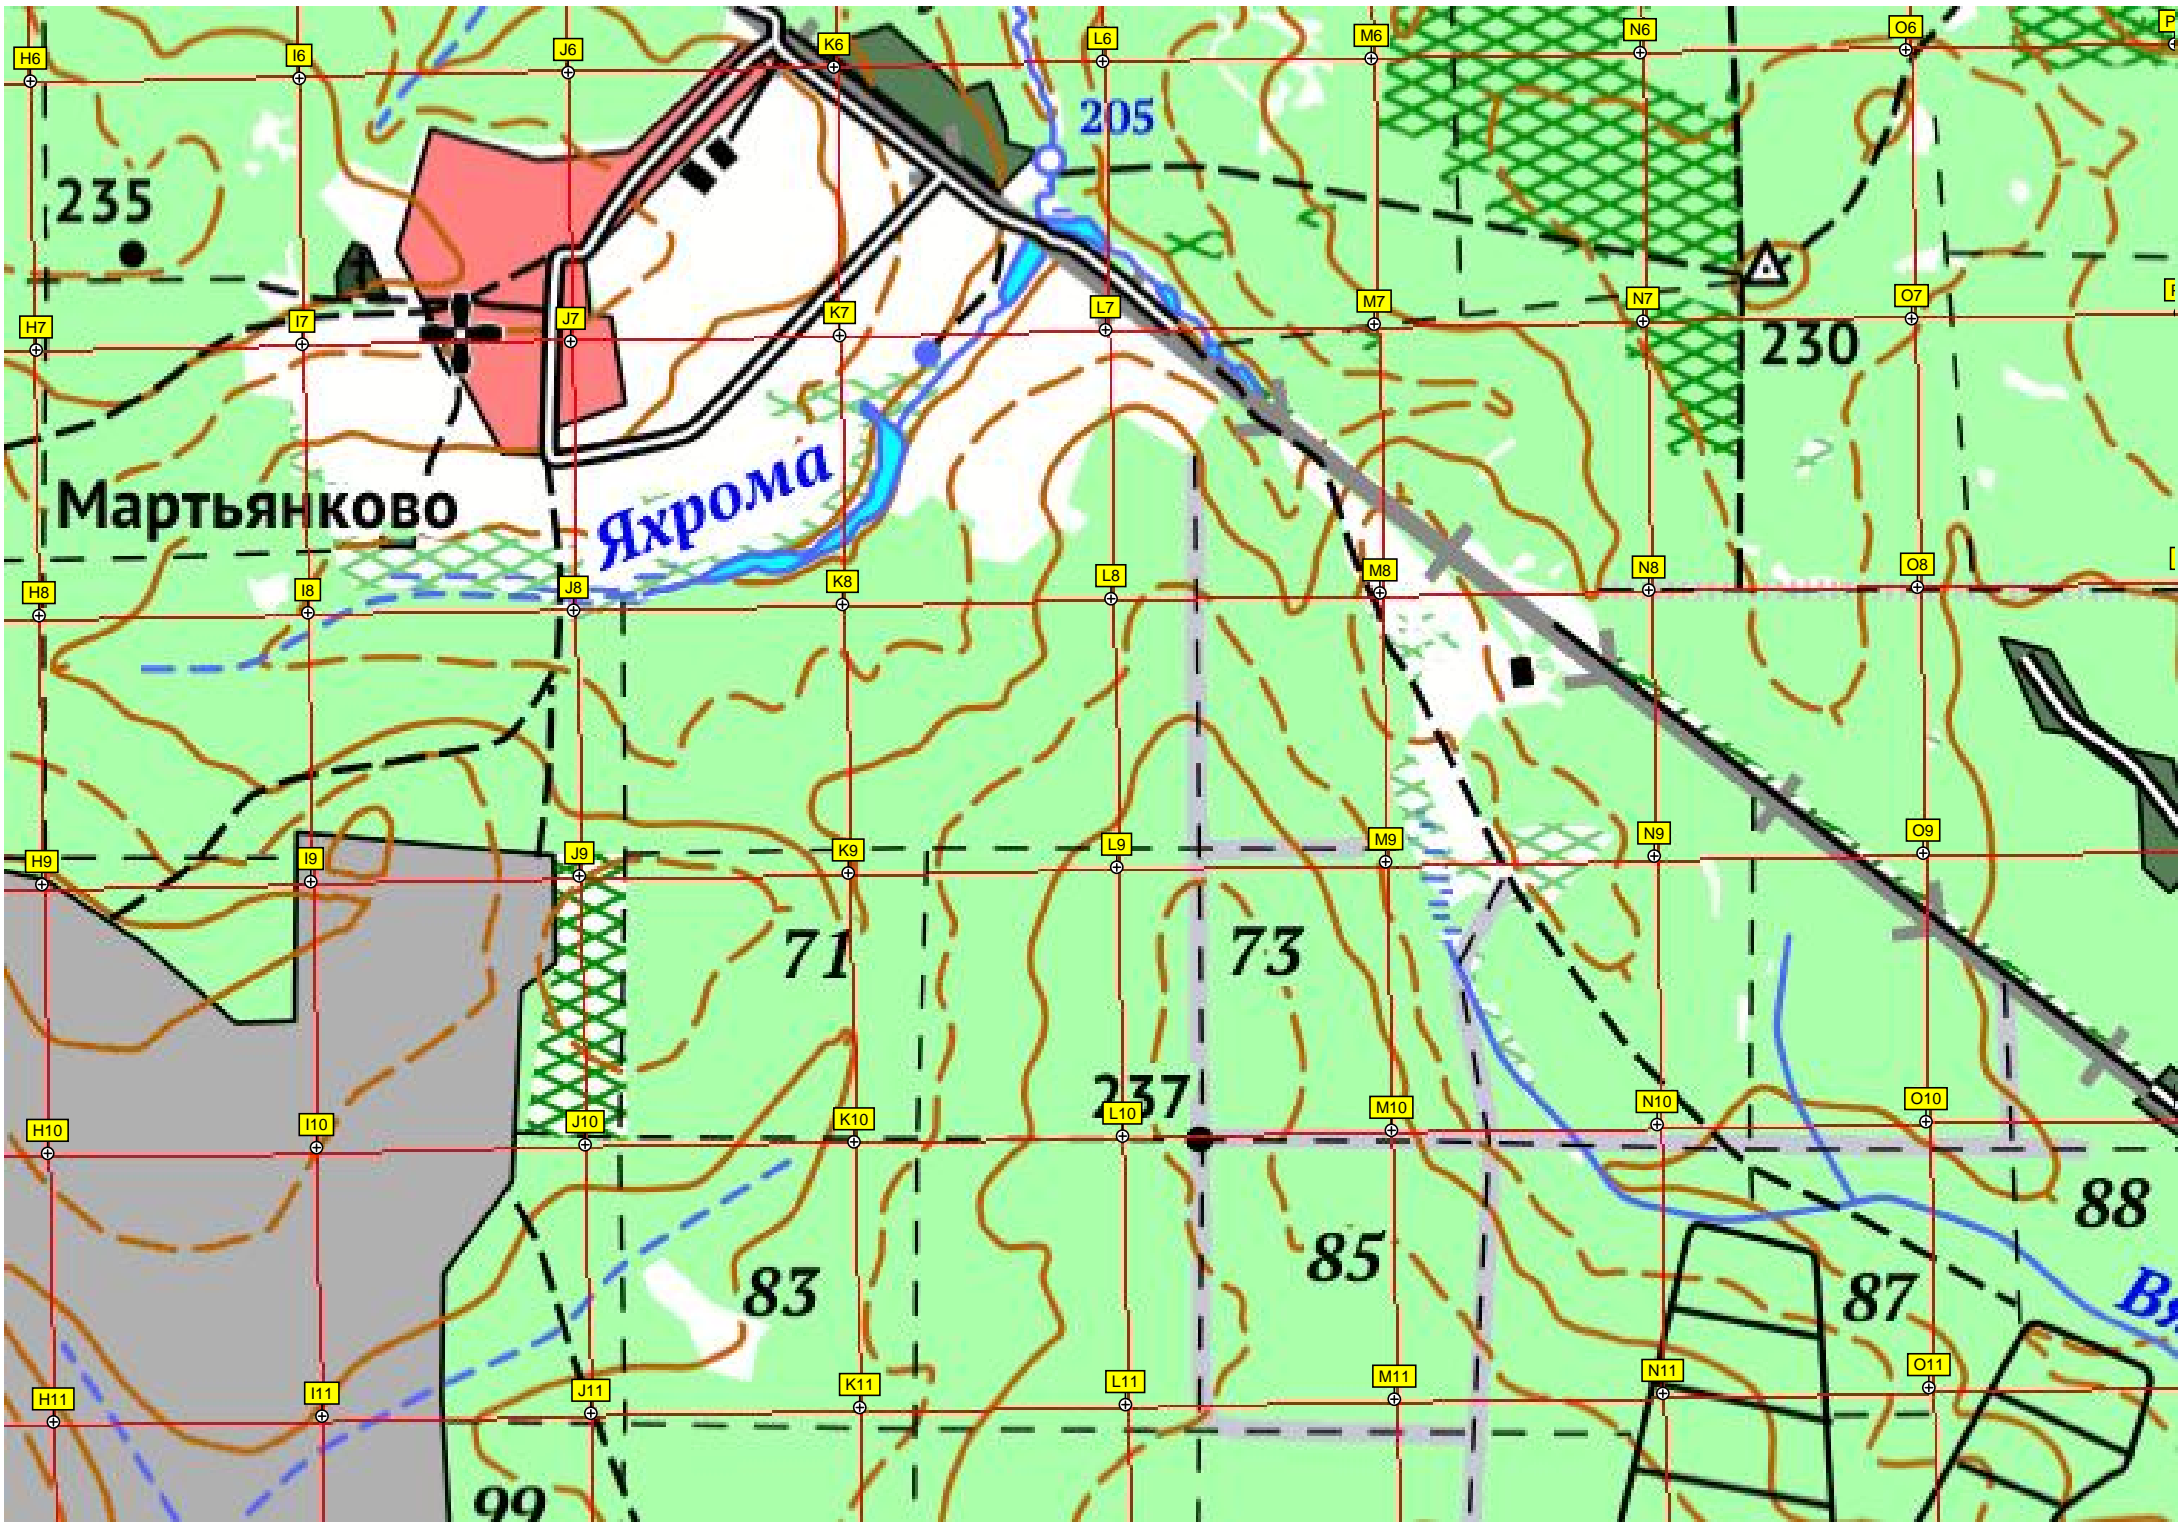 H6 I6 J6 K6 L6 M6 N6 O6
205
235
H7 I7 J7 K7 L7 M7 N7 O7
230
Яхрома
Мартьянково
H8 I8 J8 K8 L8 M8 N8 O8
H9 I9 J9 K9 L9 M9 N9 O9
71 73
237
H10 I10 J10 K10 L10 M10 N10 O10
88
83 85 87
H11 I11 J11 K11 L11 M11 N11 O11
99